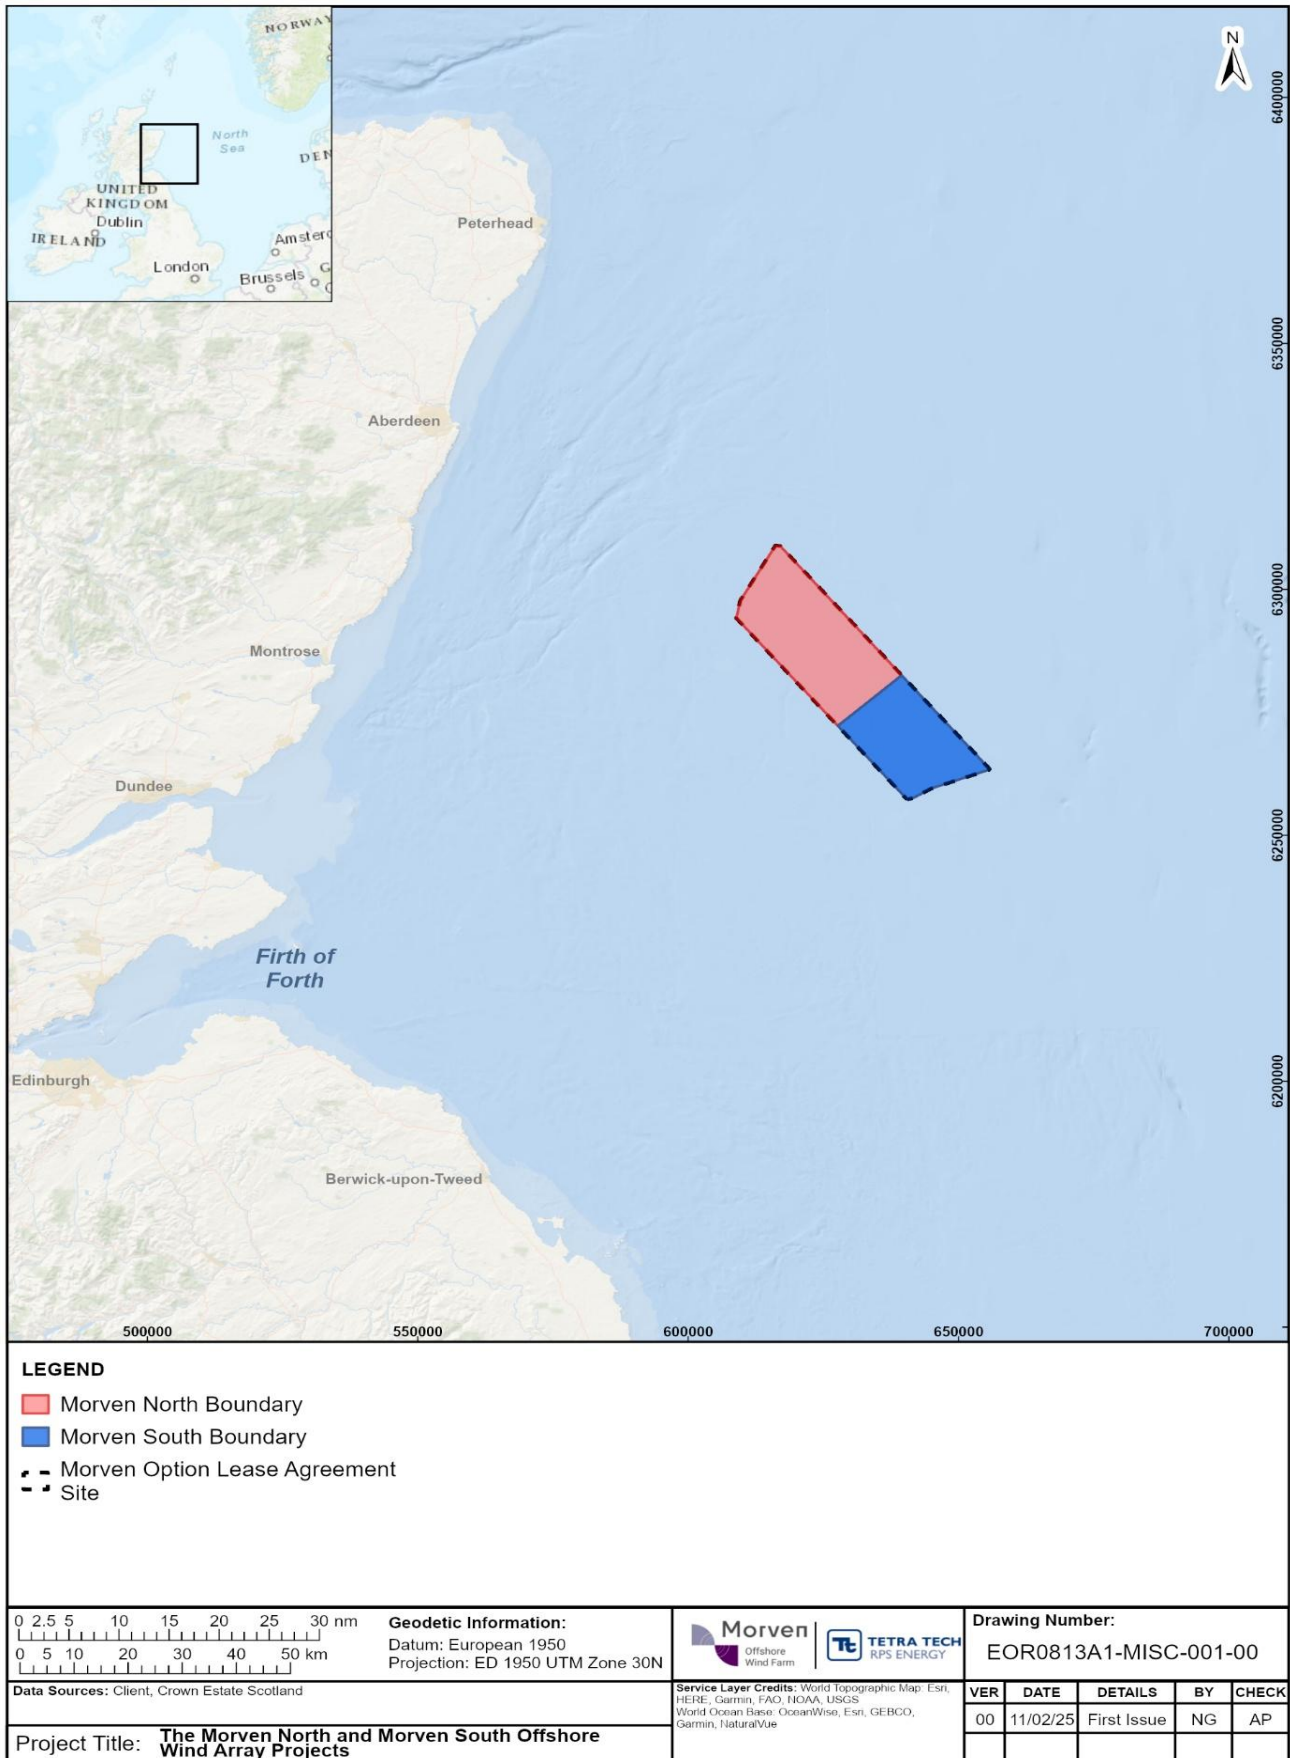 NORWAY
North
Sea
DEN
UNITED
KINGDOM
Dublin
IRELAND
Amsterd
London
Brussels
G
N
Peterhead
Aberdeen
Montrose
Dundee
Firth of
Forth
Edinburgh
Berwick-upon-Tweed
6400000
6350000
6300000
6250000
6200000
500000 550000 600000 650000 700000
LEGEND
Morven North Boundary
Morven South Boundary
Morven Option Lease Agreement
Site
0 2.5 5 10 15 20 25 30 nm
0 5 10 20 30 40 50 km
Geodetic Information:
Datum: European 1950
Projection: ED 1950 UTM Zone 30N
Morven
Offshore
Wind Farm
Tt TETRA TECH
RPS ENERGY
Drawing Number:
EOR0813A1-MISC-001-00
Data Sources: Client, Crown Estate Scotland
Service Layer Credits: World Topographic Map: Esri,
HERE, Garmin, FAO, NOAA, USGS
World Ocean Base: OceanWise, Esri, GEBCO,
Garmin, NaturalVue
VER DATE DETAILS BY CHECK
00 11/02/25 First Issue NG AP
Project Title: The Morven North and Morven South Offshore
Wind Array Projects